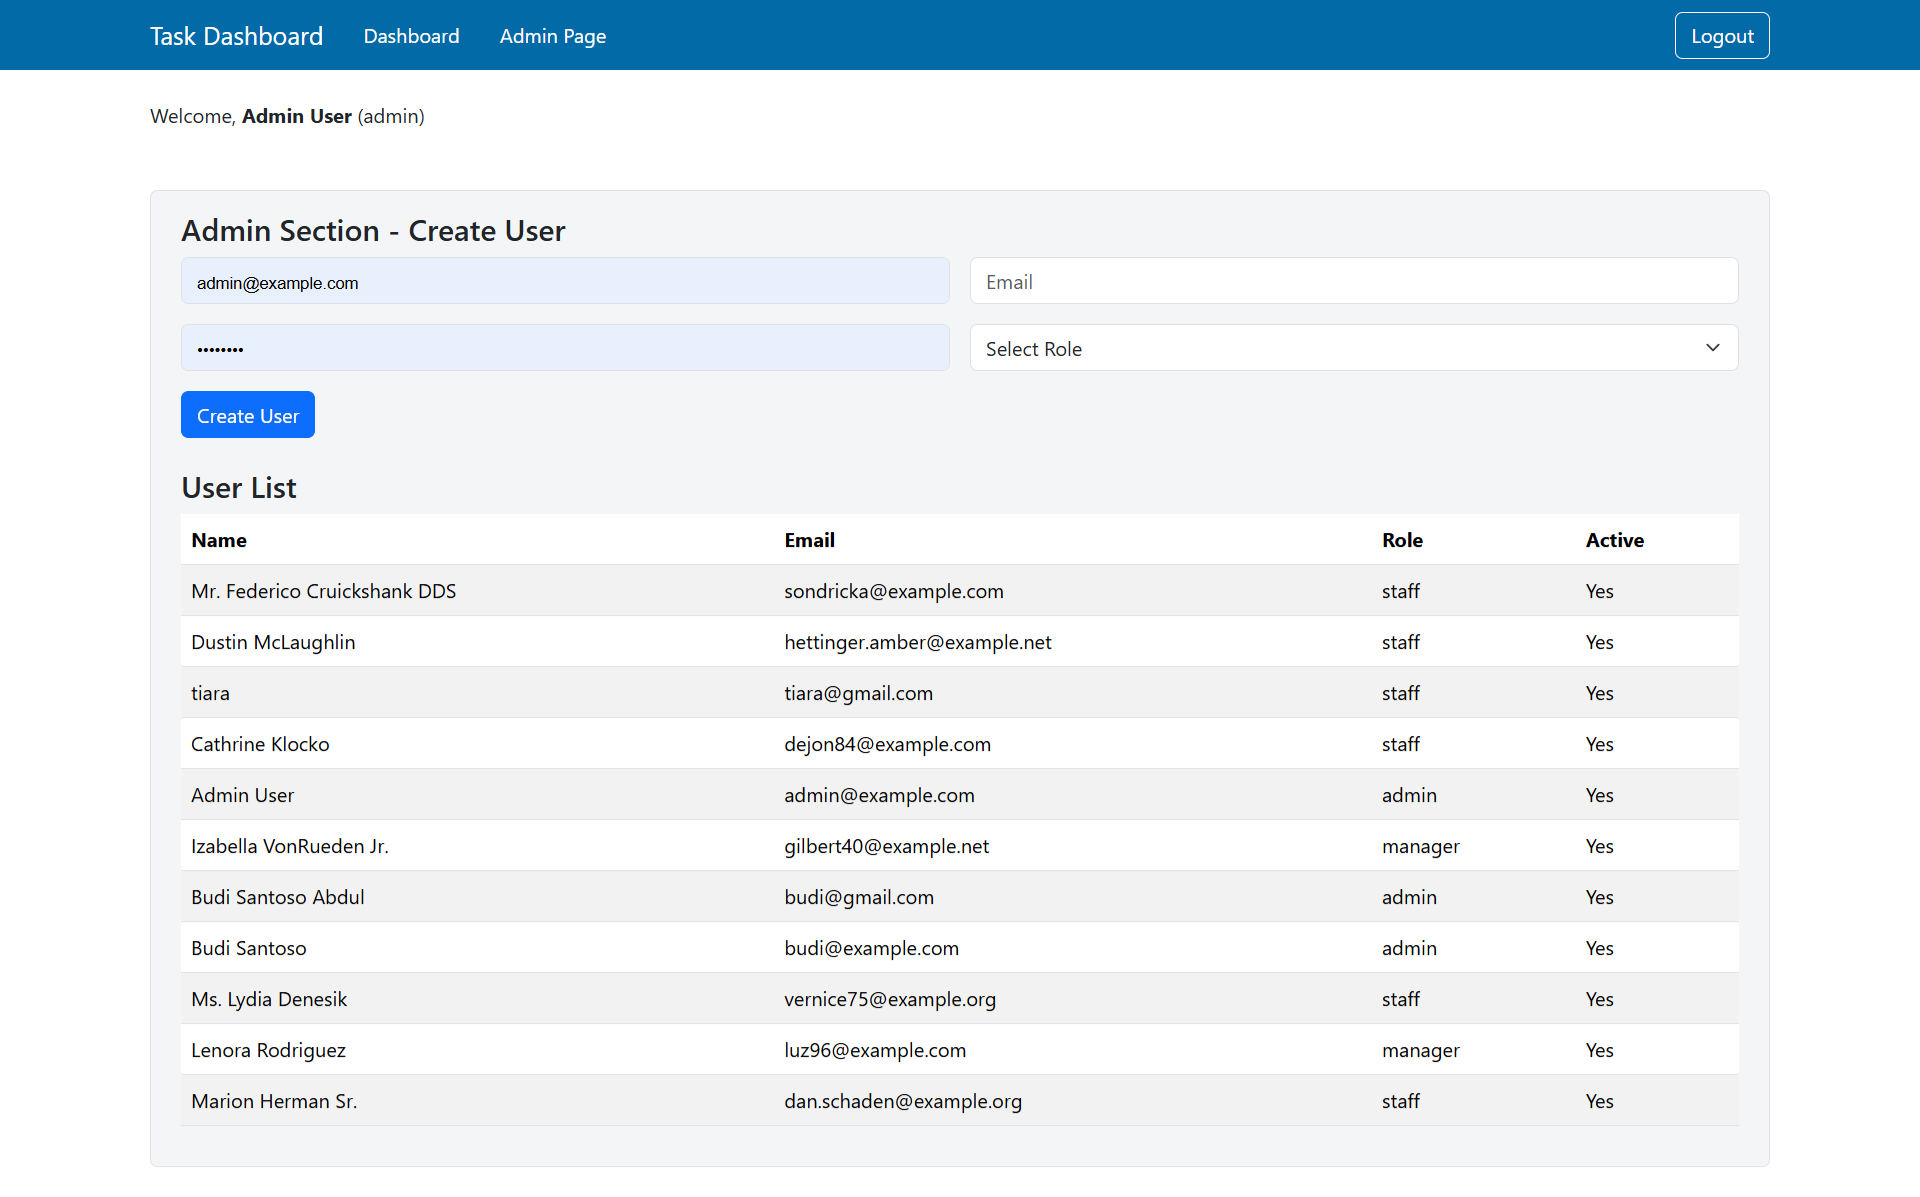 Task Dashboard Dashboard Admin Page Logout
Welcome, Admin User (admin)
Admin Section - Create User
admin@example.com Email
•••••••• Select Role
Create User
User List
Name Email Role Active
Mr. Federico Cruickshank DDS sondricka@example.com staff Yes
Dustin McLaughlin hettinger.amber@example.net staff Yes
tiara tiara@gmail.com staff Yes
Cathrine Klocko dejon84@example.com staff Yes
Admin User admin@example.com admin Yes
Izabella VonRueden Jr. gilbert40@example.net manager Yes
Budi Santoso Abdul budi@gmail.com admin Yes
Budi Santoso budi@example.com admin Yes
Ms. Lydia Denesik vernice75@example.org staff Yes
Lenora Rodriguez luz96@example.com manager Yes
Marion Herman Sr. dan.schaden@example.org staff Yes